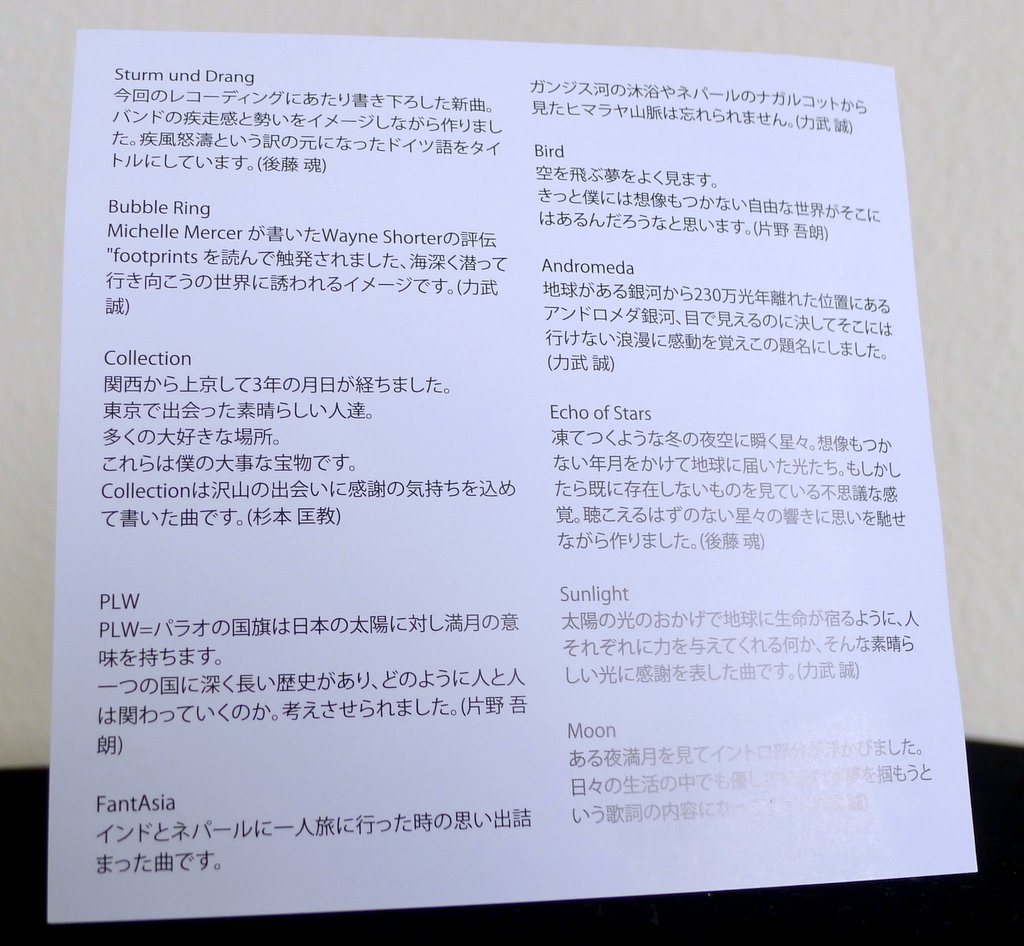 Sturm und Drang
今回のレコーディングにあたり書き下ろした新曲。
バンドの疾走感と勢いをイメージしながら作りまし
た。疾風怒濤という訳の元になったドイツ語をタイ
トルにしています。(後藤 魂)
Bubble Ring
Michelle Mercer が書いたWayne Shorterの評伝
"footprints を読んで触発されました、海深く潜って
行き向こうの世界に誘われるイメージです。(力武
誠)
Collection
関西から上京して3年の月日が経ちました。
東京で出会った素晴らしい人達。
多くの大好きな場所。
これらは僕の大事な宝物です。
Collectionは沢山の出会いに感謝の気持ちを込め
て書いた曲です。(杉本 匡教)
PLW
PLW=パラオの国旗は日本の太陽に対し満月の意
味を持ちます。
一つの国に深く長い歴史があり、どのように人と人
は関わっていくのか。考えさせられました。(片野 吾
朗)
FantAsia
インドとネパールに一人旅に行った時の思い出詰
まった曲です。
ガンジス河の沐浴やネパールのナガルコットから
見たヒマラヤ山脈は忘れられません。(力武 誠)
Bird
空を飛ぶ夢をよく見ます。
きっと僕には想像もつかない自由な世界がそこに
はあるんだろうなと思います。(片野 吾朗)
Andromeda
地球がある銀河から230万光年離れた位置にある
アンドロメダ銀河、目で見えるのに決してそこには
行けない浪漫に感動を覚えこの題名にしました。
(力武 誠)
Echo of Stars
凍てつくような冬の夜空に瞬く星々。想像もつか
ない年月をかけて地球に届いた光たち。もしかし
たら既に存在しないものを見ている不思議な感
覚。聴こえるはずのない星々の響きに思いを馳せ
ながら作りました。(後藤 魂)
Sunlight
太陽の光のおかげで地球に生命が宿るように、人
それぞれに力を与えてくれる何か、そんな素晴ら
しい光に感謝を表した曲です。(力武 誠)
Moon
ある夜満月を見てイントロ部分が浮かびました。
日々の生活の中でも優し を掴もうと
いう歌詞の内容にな 誠)